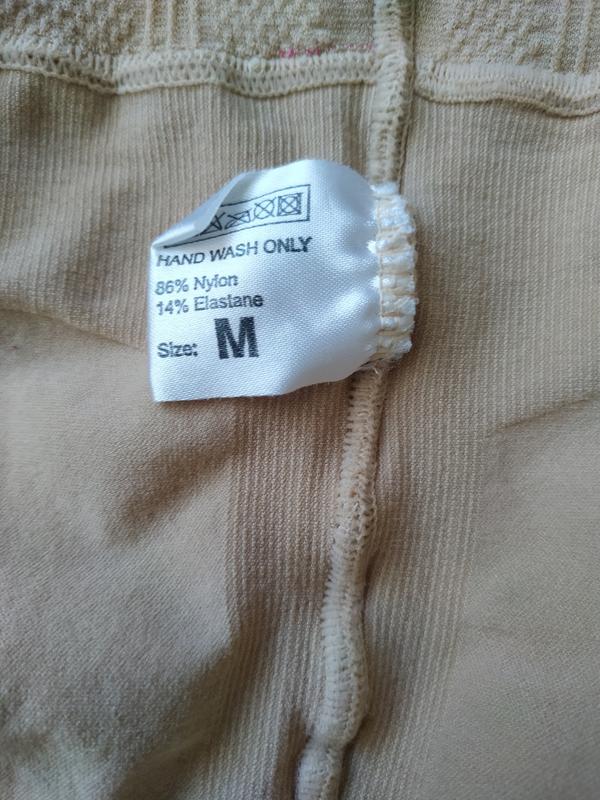 HAND WASH ONLY
86% Nylon
14% Elastane
Size: M